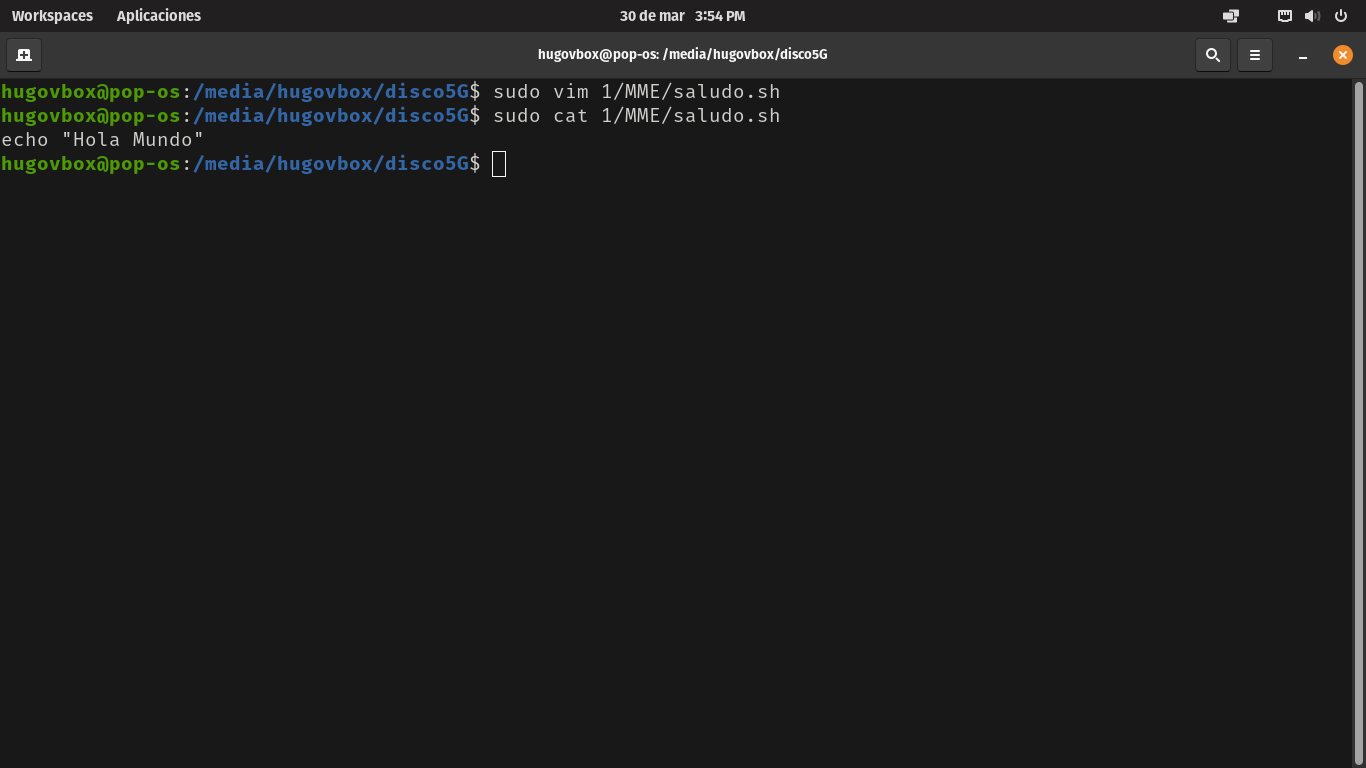 Workspaces Aplicaciones 30 de mar 3:54 PM
hugovbox@pop-os: /media/hugovbox/disco5G
hugovbox@pop-os:/media/hugovbox/disco5G$ sudo vim 1/MME/saludo.sh
hugovbox@pop-os:/media/hugovbox/disco5G$ sudo cat 1/MME/saludo.sh
echo "Hola Mundo"
hugovbox@pop-os:/media/hugovbox/disco5G$